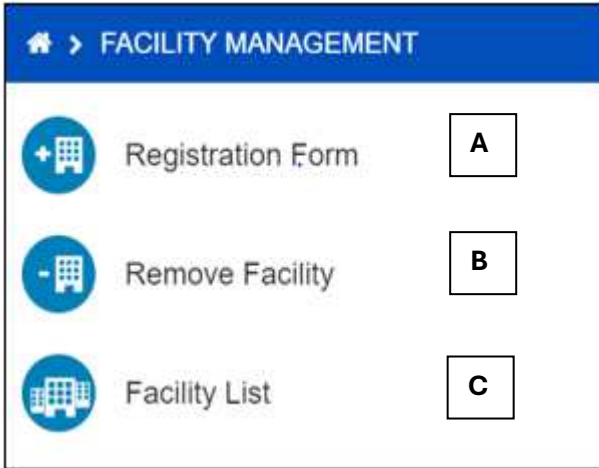 > FACILITY MANAGEMENT
Registration Form A
Remove Facility B
Facility List C